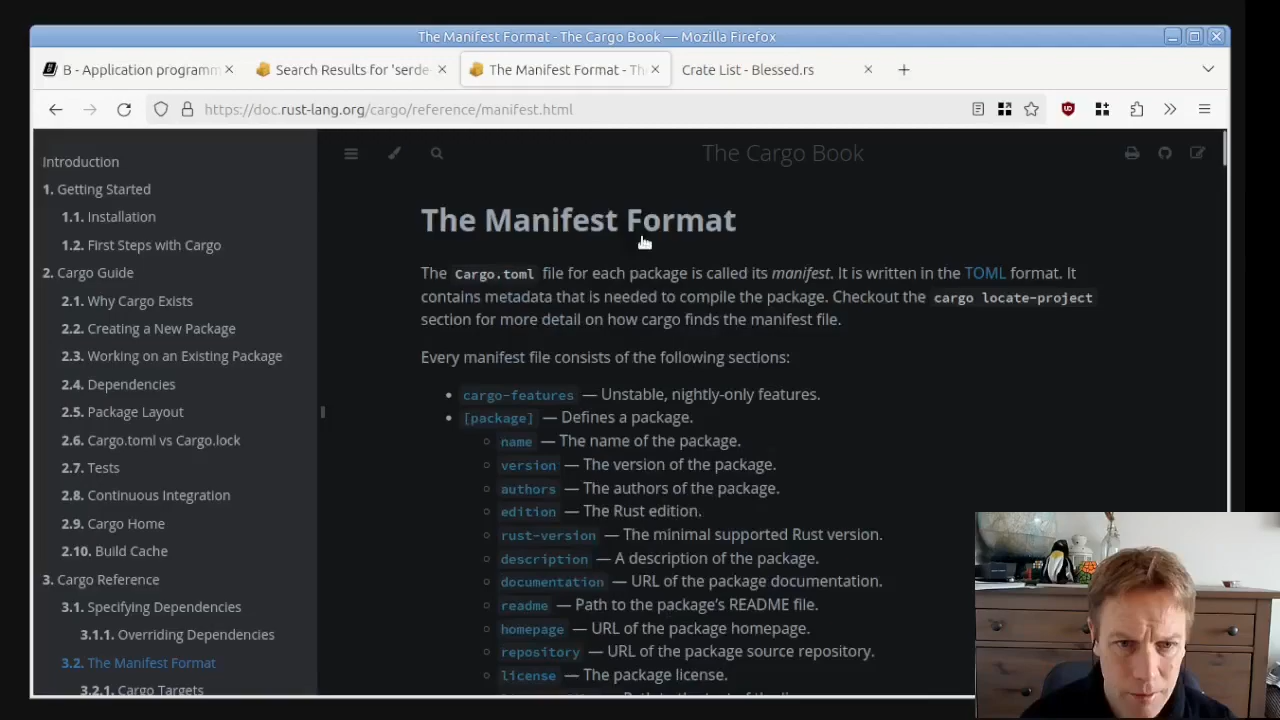 The Manifest Format - The Cargo Book — Mozilla Firefox
B - Application programm
Search Results for 'serde
The Manifest Format - Th
Crate List - Blessed.rs
https://doc.rust-lang.org/cargo/reference/manifest.html
Introduction
1. Getting Started
1.1. Installation
1.2. First Steps with Cargo
2. Cargo Guide
2.1. Why Cargo Exists
2.2. Creating a New Package
2.3. Working on an Existing Package
2.4. Dependencies
2.5. Package Layout
2.6. Cargo.toml vs Cargo.lock
2.7. Tests
2.8. Continuous Integration
2.9. Cargo Home
2.10. Build Cache
3. Cargo Reference
3.1. Specifying Dependencies
3.1.1. Overriding Dependencies
3.2. The Manifest Format
3.2.1. Cargo Targets
The Cargo Book
The Manifest Format
The Cargo.toml file for each package is called its manifest. It is written in the TOML format. It
contains metadata that is needed to compile the package. Checkout the cargo locate-project
section for more detail on how cargo finds the manifest file.
Every manifest file consists of the following sections:
• cargo-features — Unstable, nightly-only features.
• [package] — Defines a package.
◦ name — The name of the package.
◦ version — The version of the package.
◦ authors — The authors of the package.
◦ edition — The Rust edition.
◦ rust-version — The minimal supported Rust version.
◦ description — A description of the package.
◦ documentation — URL of the package documentation.
◦ readme — Path to the package's README file.
◦ homepage — URL of the package homepage.
◦ repository — URL of the package source repository.
◦ license — The package license.